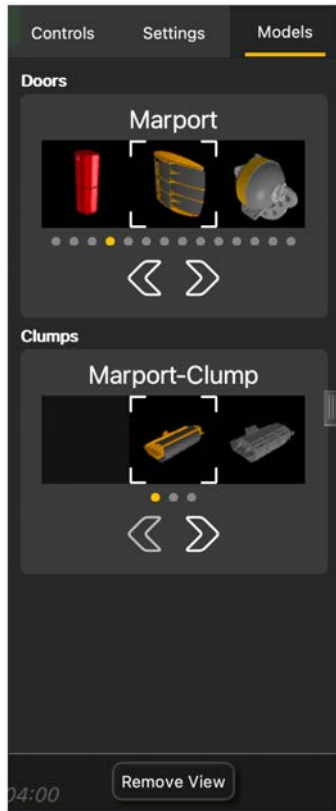 Controls Settings Models
Doors
Marport
Clumps
Marport-Clump
Remove View
04:00